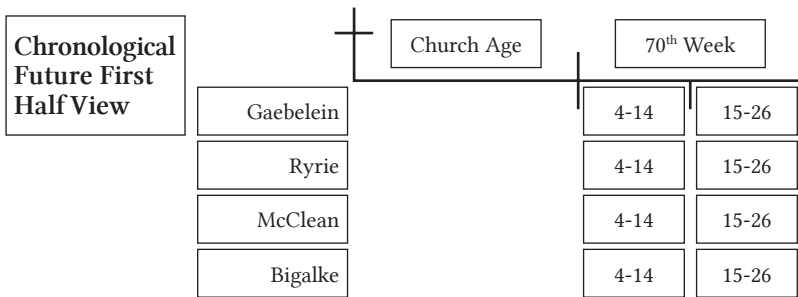 Chronological
Future First
Half View
Church Age
70th Week
Gaebelein 4-14 15-26
Ryrie 4-14 15-26
McClean 4-14 15-26
Bigalke 4-14 15-26